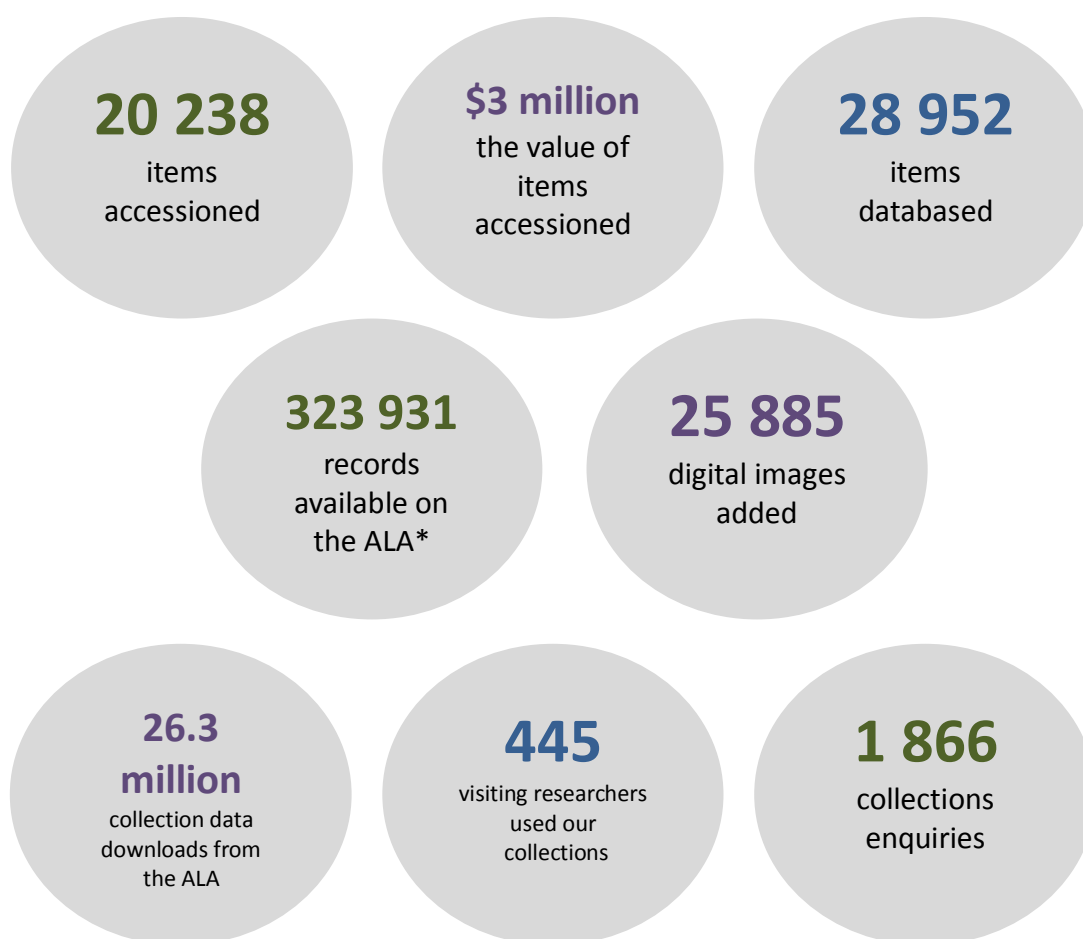 20 238
items
accessioned
$3 million
the value of
items
accessioned
28 952
items
databased
323 931
records
available on
the ALA*
25 885
digital images
added
26.3
million
collection data
downloads from
the ALA
445
visiting researchers
used our
collections
1 866
collections
enquiries